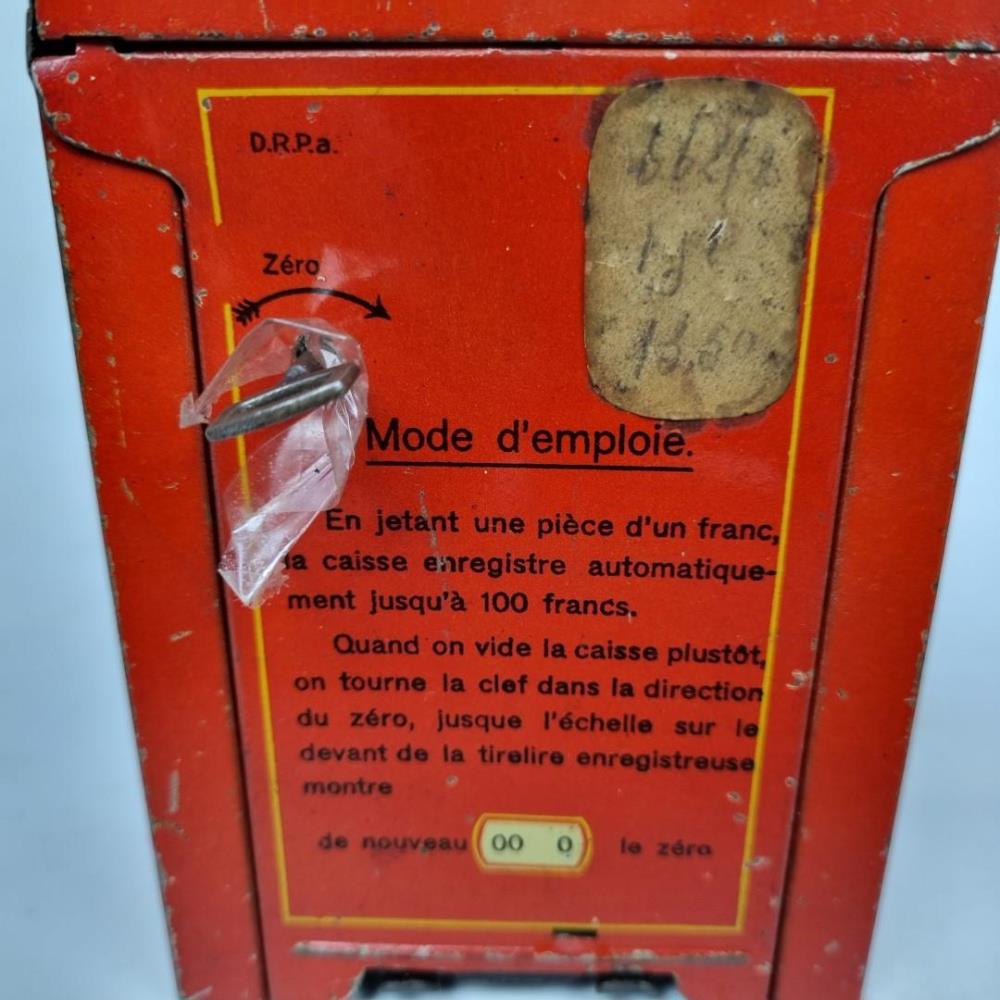 D.R.P.a.
Zéro
13.50
Mode d'emploie.
En jetant une pièce d'un franc,
la caisse enregistre automatique-
ment jusqu'à 100 francs.
Quand on vide la caisse plustôt,
on tourne la clef dans la direction
du zéro, jusque l'échelle sur le
devant de la tirelire enregistreuse
montre
de nouveau 00 0 le zéro